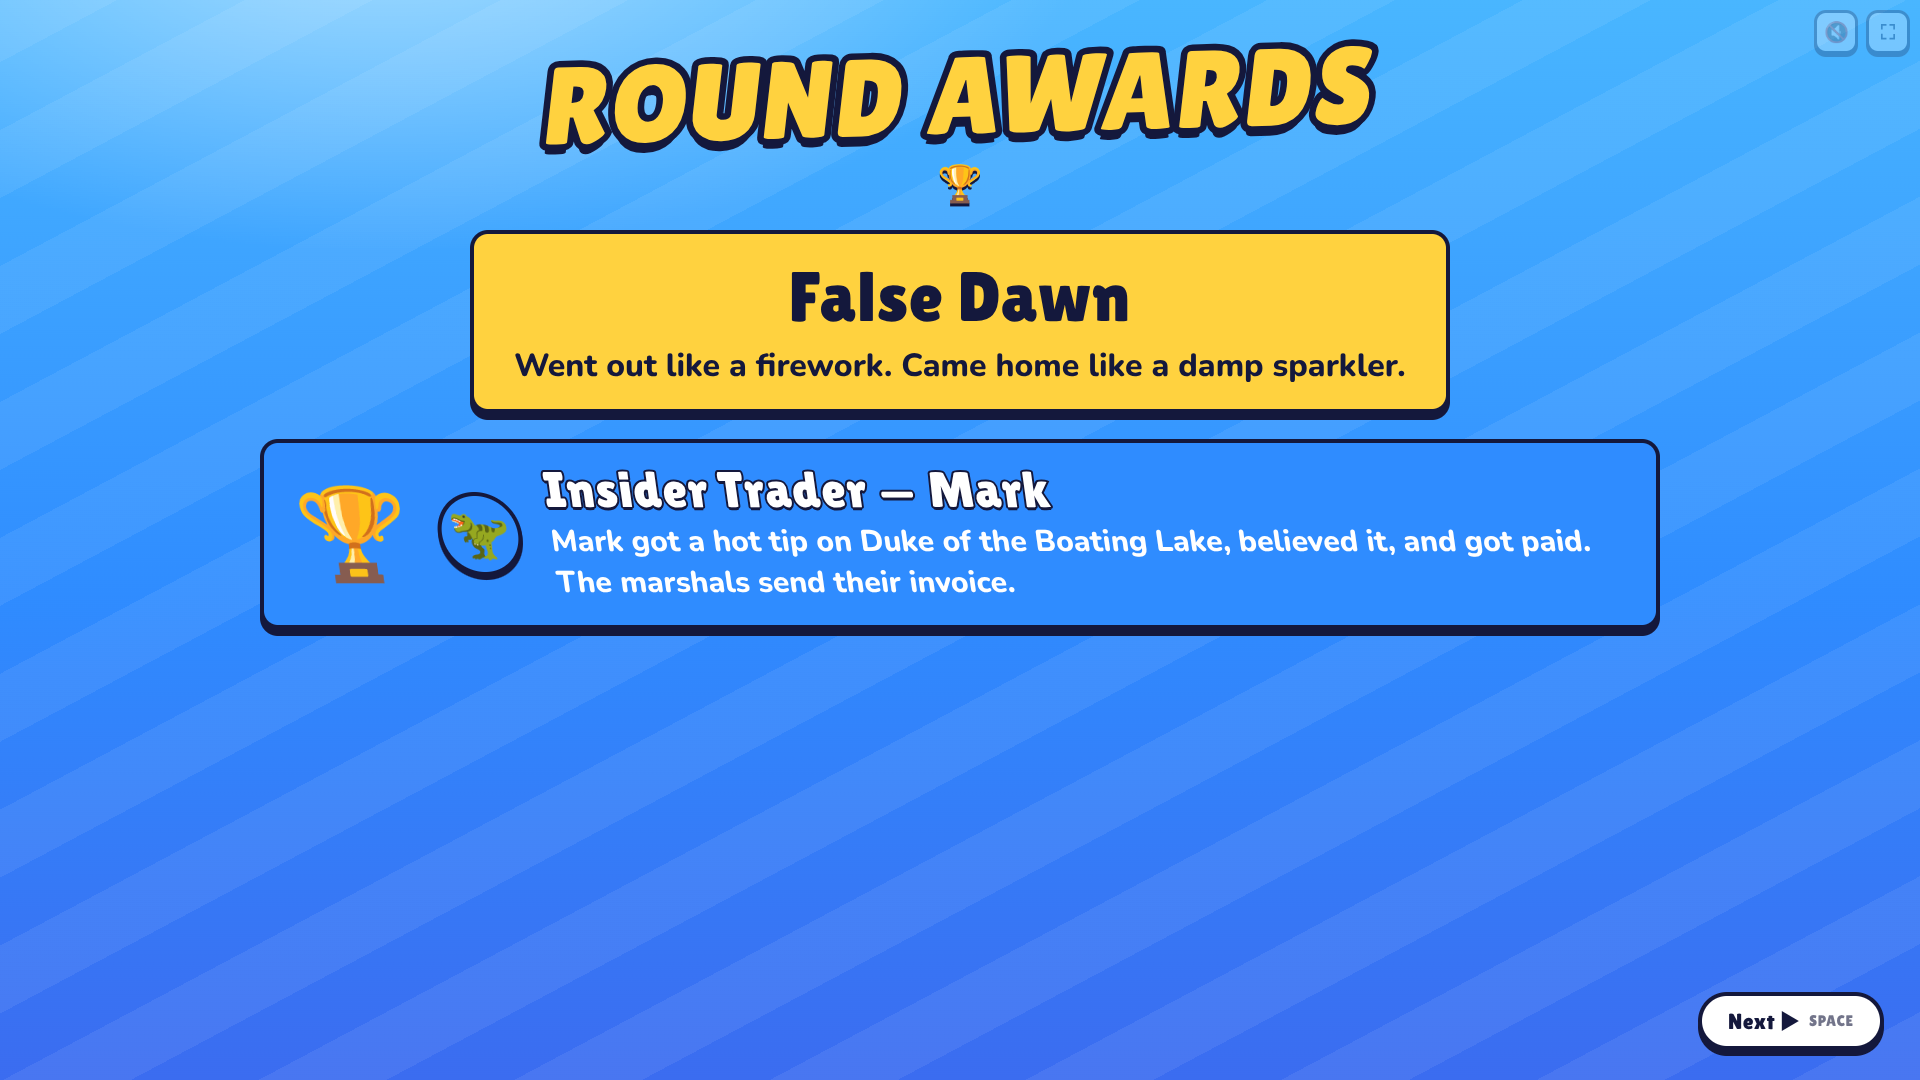 ROUND AWARDS
False Dawn
Went out like a firework. Came home like a damp sparkler.
Insider Trader — Mark
Mark got a hot tip on Duke of the Boating Lake, believed it, and got paid.
The marshals send their invoice.
Next ▶ SPACE